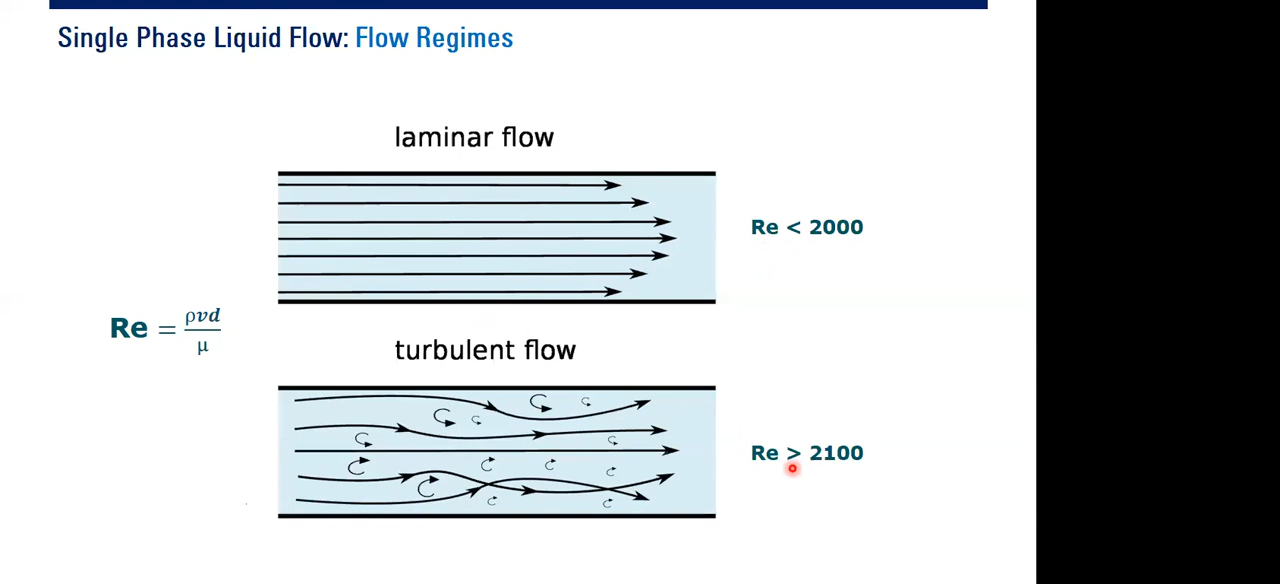 Single Phase Liquid Flow: Flow Regimes
laminar flow
Re < 2000
Re = ρvd/μ
turbulent flow
Re > 2100